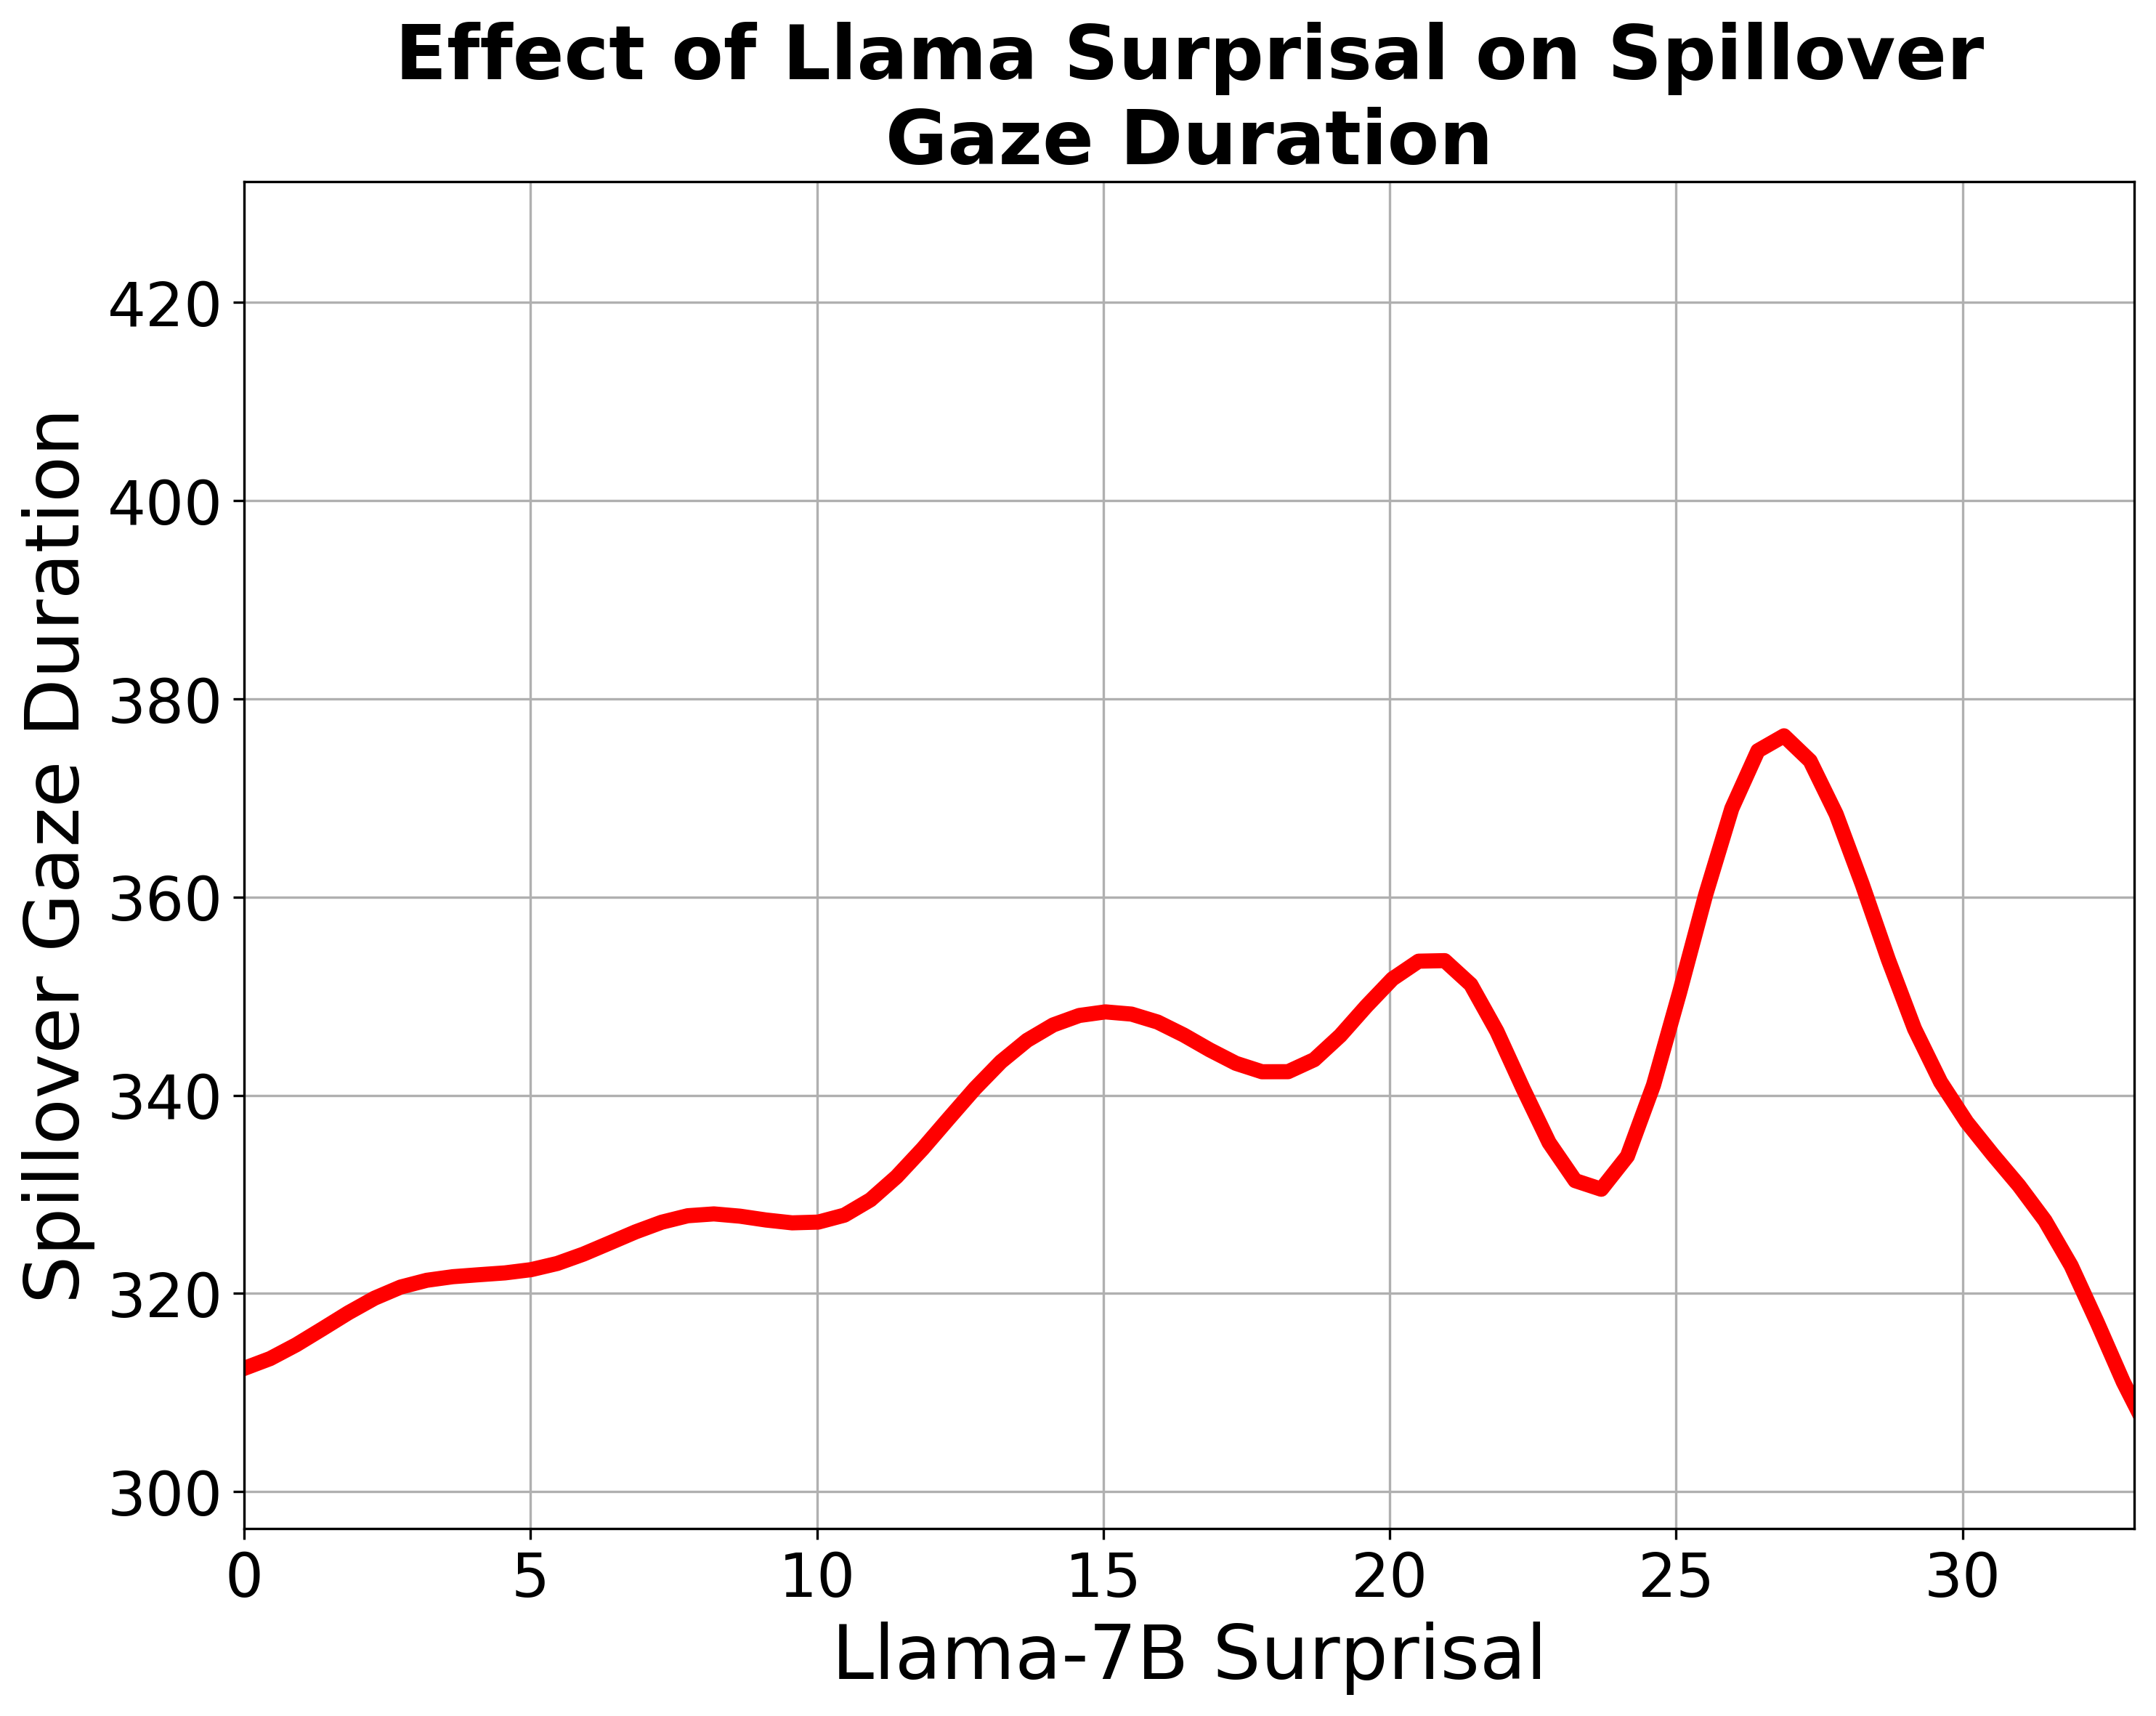 Effect of Llama Surprisal on Spillover
Gaze Duration
Spillover Gaze Duration
420
400
380
360
340
320
300
0 5 10 15 20 25 30
Llama-7B Surprisal